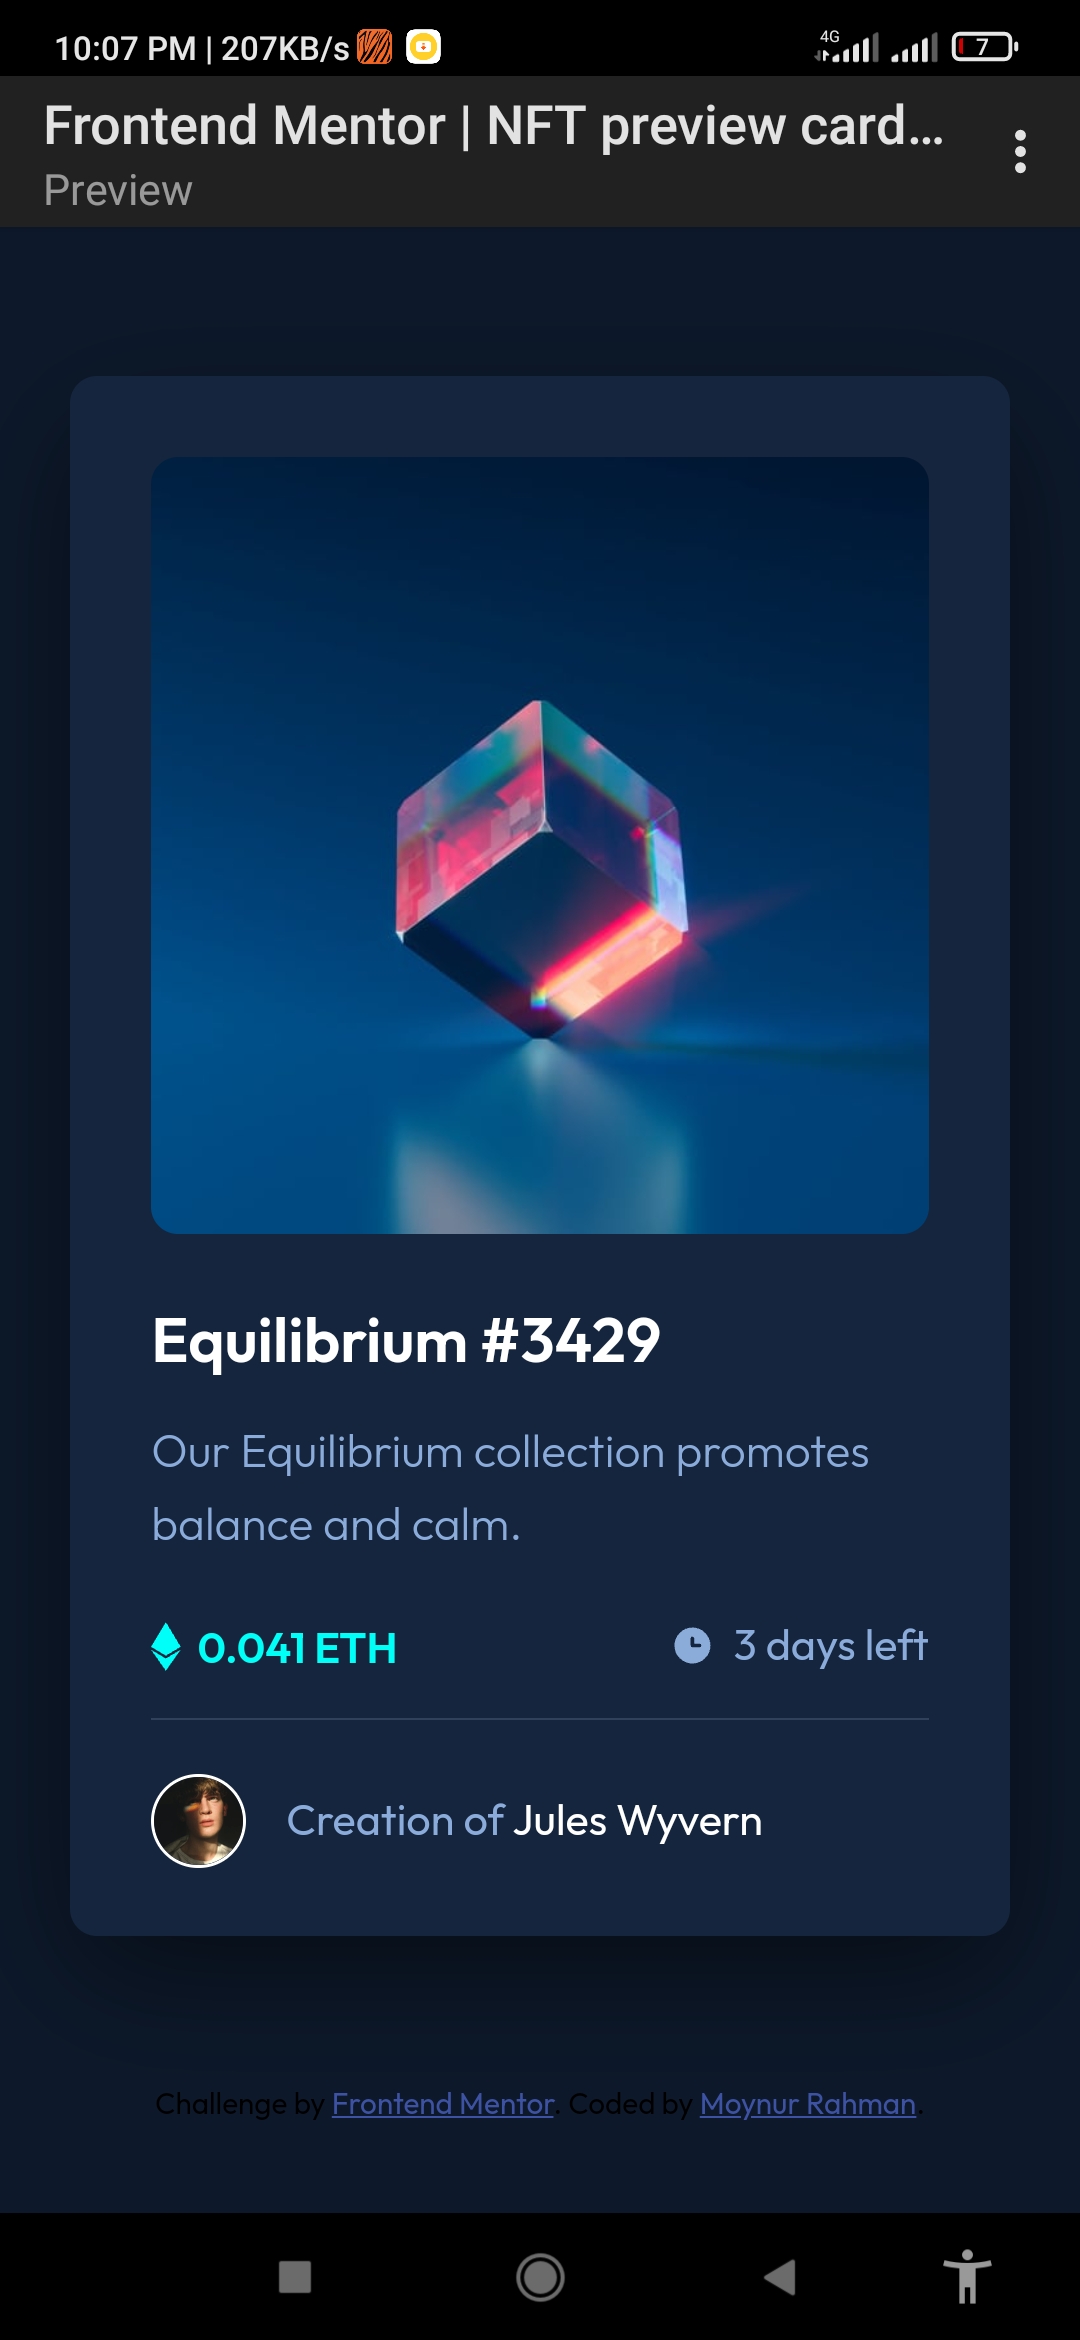 10:07 PM | 207KB/s
4G
7
Frontend Mentor | NFT preview card...
Preview
Equilibrium #3429
Our Equilibrium collection promotes
balance and calm.
0.041 ETH
3 days left
Creation of Jules Wyvern
Challenge by Frontend Mentor. Coded by Moynur Rahman.